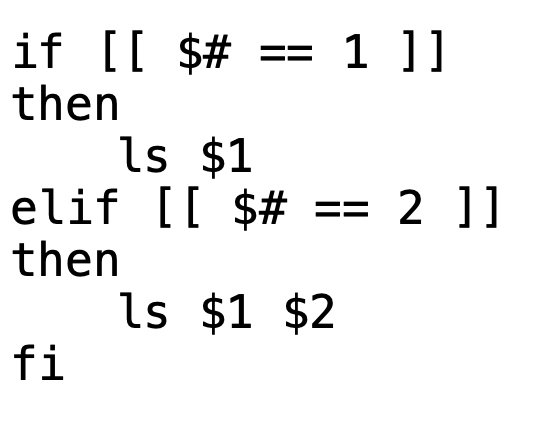 if [[ $# == 1 ]]
then
    ls $1
elif [[ $# == 2 ]]
then
    ls $1 $2
fi